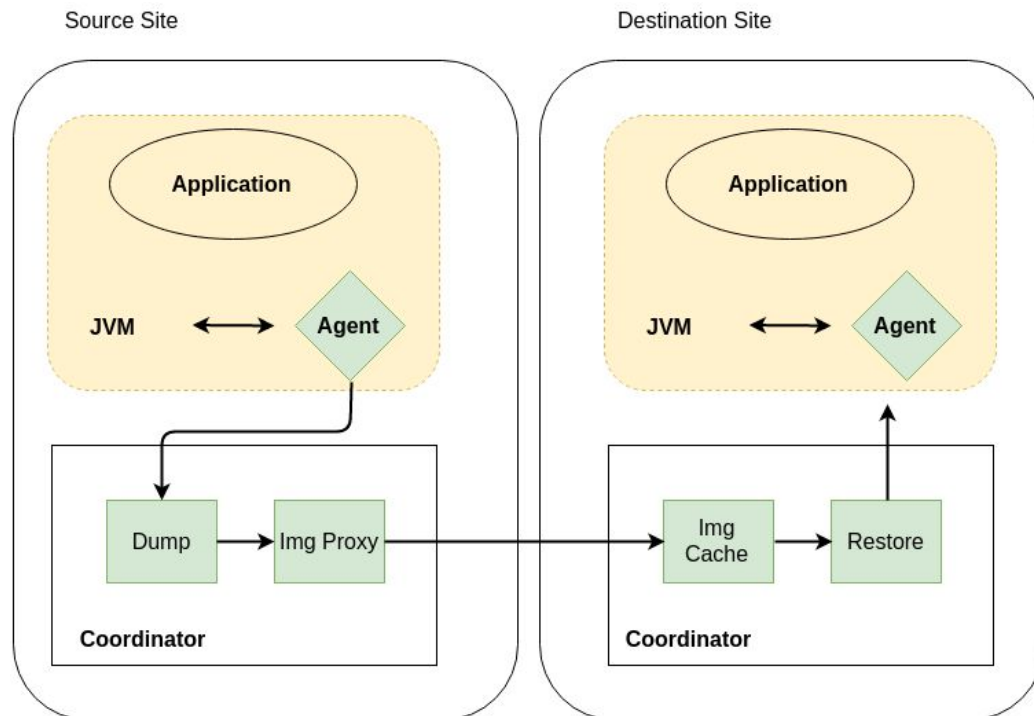 Source Site
Destination Site
Application
Application
JVM
Agent
JVM
Agent
Dump
Img Proxy
Img
Cache
Restore
Coordinator
Coordinator